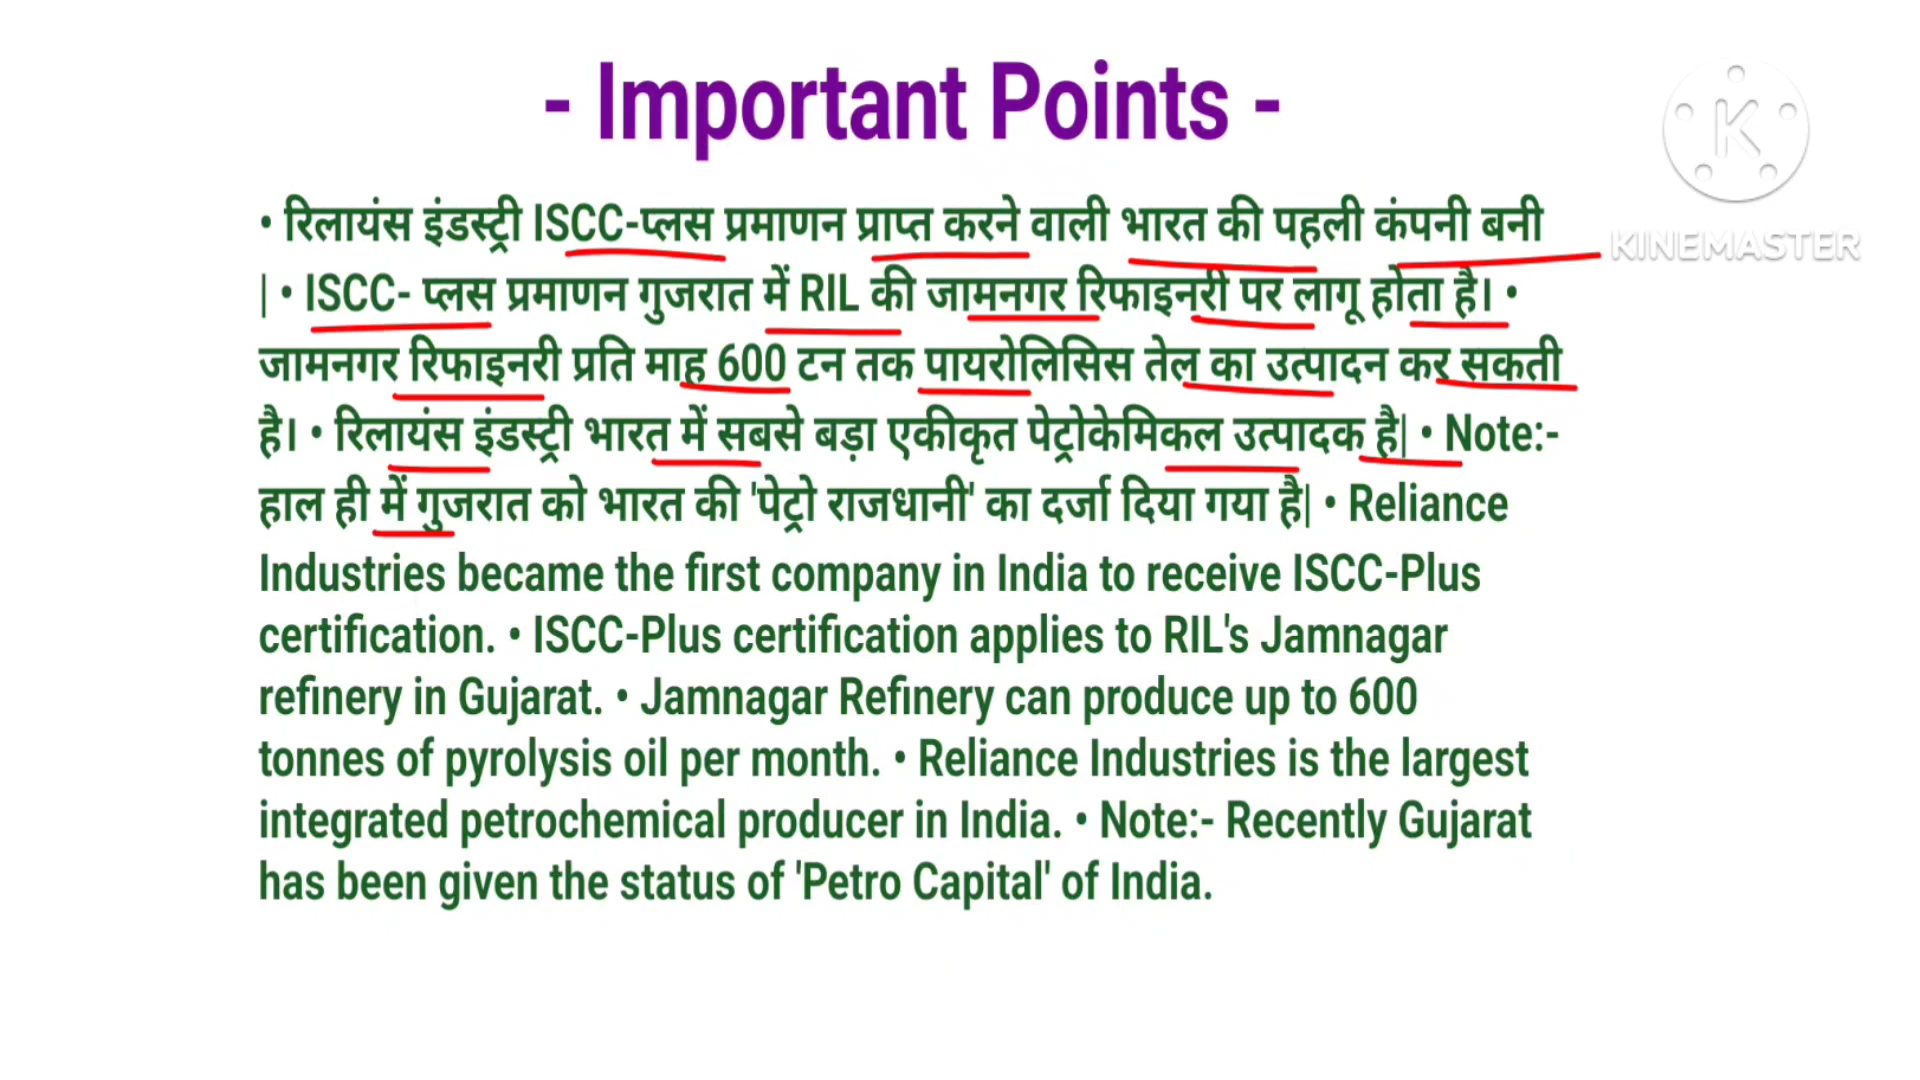 - Important Points -
• रिलायंस इंडस्ट्री ISCC-प्लस प्रमाणन प्राप्त करने वाली भारत की पहली कंपनी बनी
| • ISCC- प्लस प्रमाणन गुजरात में RIL की जामनगर रिफाइनरी पर लागू होता है। •
जामनगर रिफाइनरी प्रति माह 600 टन तक पायरोलिसिस तेल का उत्पादन कर सकती
है। • रिलायंस इंडस्ट्री भारत में सबसे बड़ा एकीकृत पेट्रोकेमिकल उत्पादक है| • Note:-
हाल ही में गुजरात को भारत की 'पेट्रो राजधानी' का दर्जा दिया गया है| • Reliance
Industries became the first company in India to receive ISCC-Plus
certification. • ISCC-Plus certification applies to RIL's Jamnagar
refinery in Gujarat. • Jamnagar Refinery can produce up to 600
tonnes of pyrolysis oil per month. • Reliance Industries is the largest
integrated petrochemical producer in India. • Note:- Recently Gujarat
has been given the status of 'Petro Capital' of India.
K
KINEMASTER